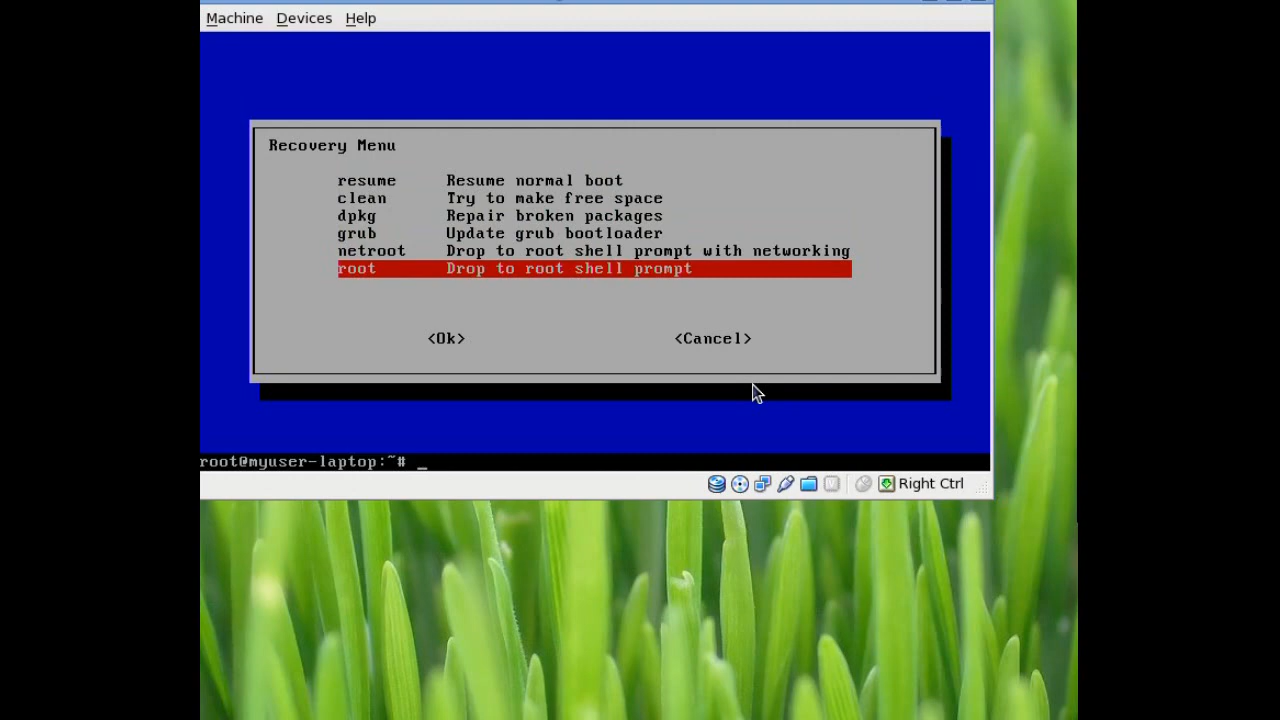 Machine Devices Help
Recovery Menu
resume Resume normal boot
clean Try to make free space
dpkg Repair broken packages
grub Update grub bootloader
netroot Drop to root shell prompt with networking
root Drop to root shell prompt
<Ok> <Cancel>
root@myuser-laptop:~# _
Right Ctrl